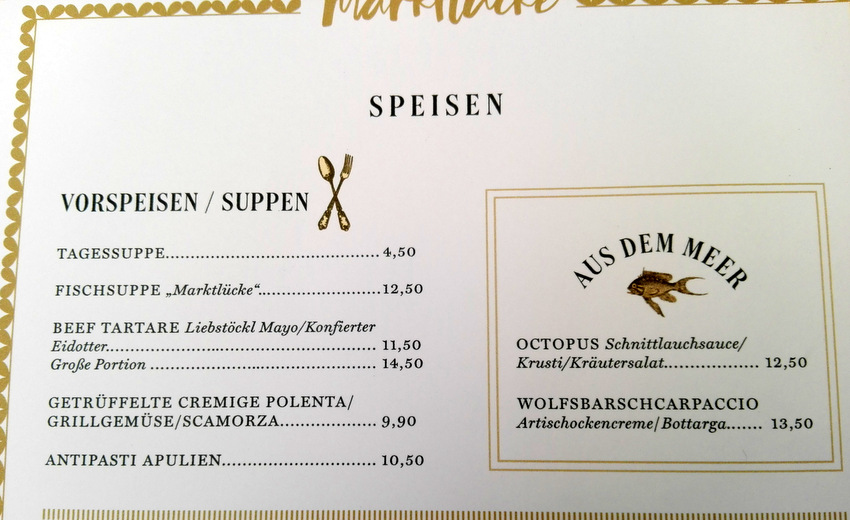 Marktlücke
SPEISEN
VORSPEISEN / SUPPEN
TAGESSUPPE.......................................... 4,50
FISCHSUPPE „Marktlücke“........................12,50
BEEF TARTARE Liebstöckl Mayo/Konfierter
Eidotter..................................................... 11,50
Große Portion ............................................ 14,50
GETRÜFFELTE CREMIGE POLENTA/
GRILLGEMÜSE/SCAMORZA................... 9,90
ANTIPASTI APULIEN.............................. 10,50
AUS DEM MEER
OCTOPUS Schnittlauchsauce/
Krusti/Kräutersalat................... 12,50
WOLFSBARSCHCARPACCIO
Artischockencreme/Bottarga....... 13,50